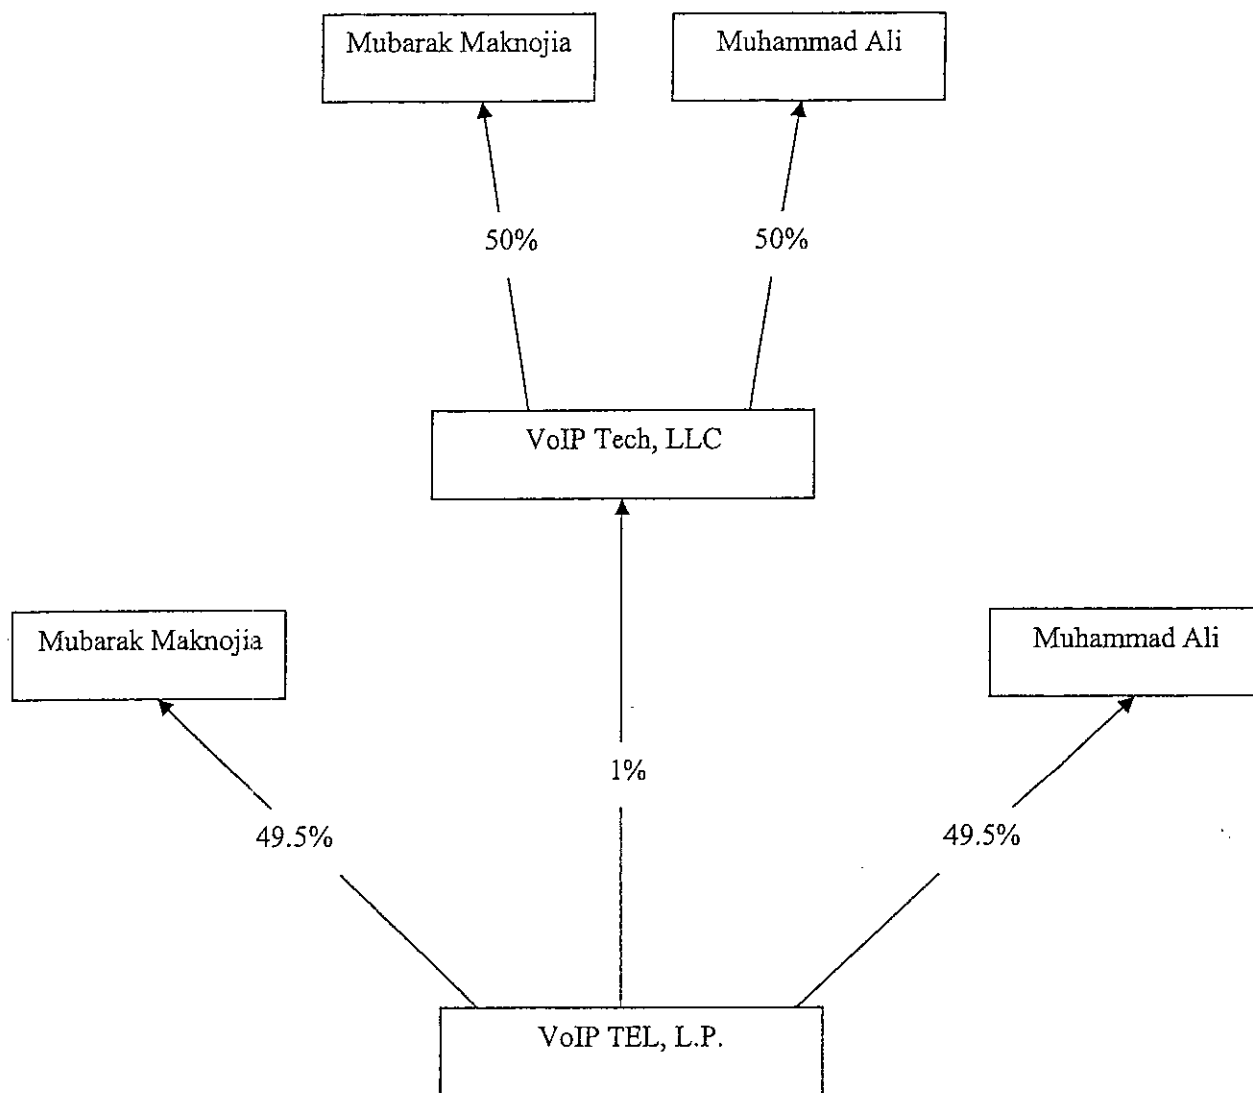 Mubarak Maknojia
Muhammad Ali
50%
50%
VoIP Tech, LLC
Mubarak Maknojia
Muhammad Ali
1%
49.5%
49.5%
VoIP TEL, L.P.